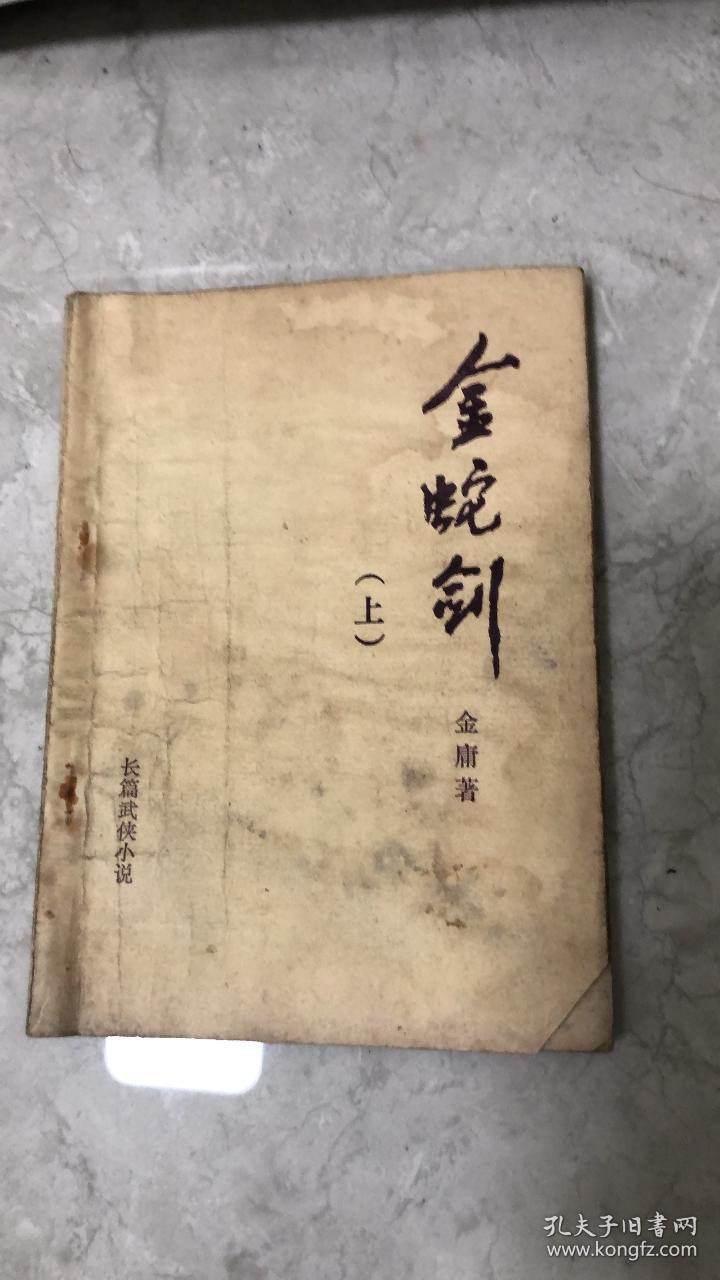 金蛇剑
（上）
金庸著
长篇武侠小说
孔夫子旧書网
www.kongfz.com